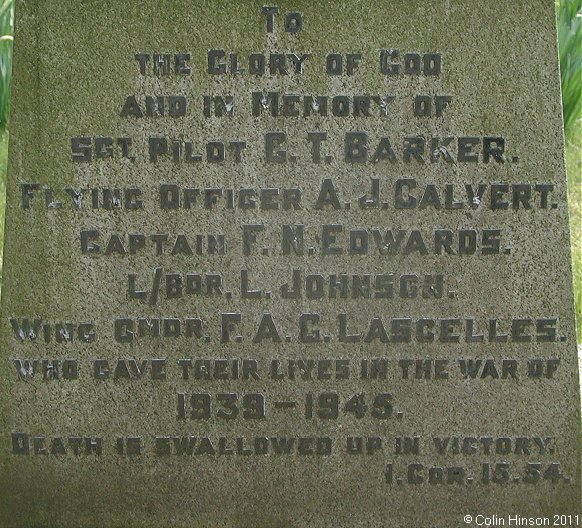 To
the Glory of God
and in Memory of
Sgt. Pilot G. T. Barker.
Flying Officer A. J. Calvert.
Captain F. N. Edwards.
L/Bdr. L. Johnson.
Wing Cmdr. F. A. G. Lascelles.
who gave their lives in the war of
1939 – 1945.
Death is swallowed up in victory.
1. Cor. 15. 54.
©Colin Hinson 2011